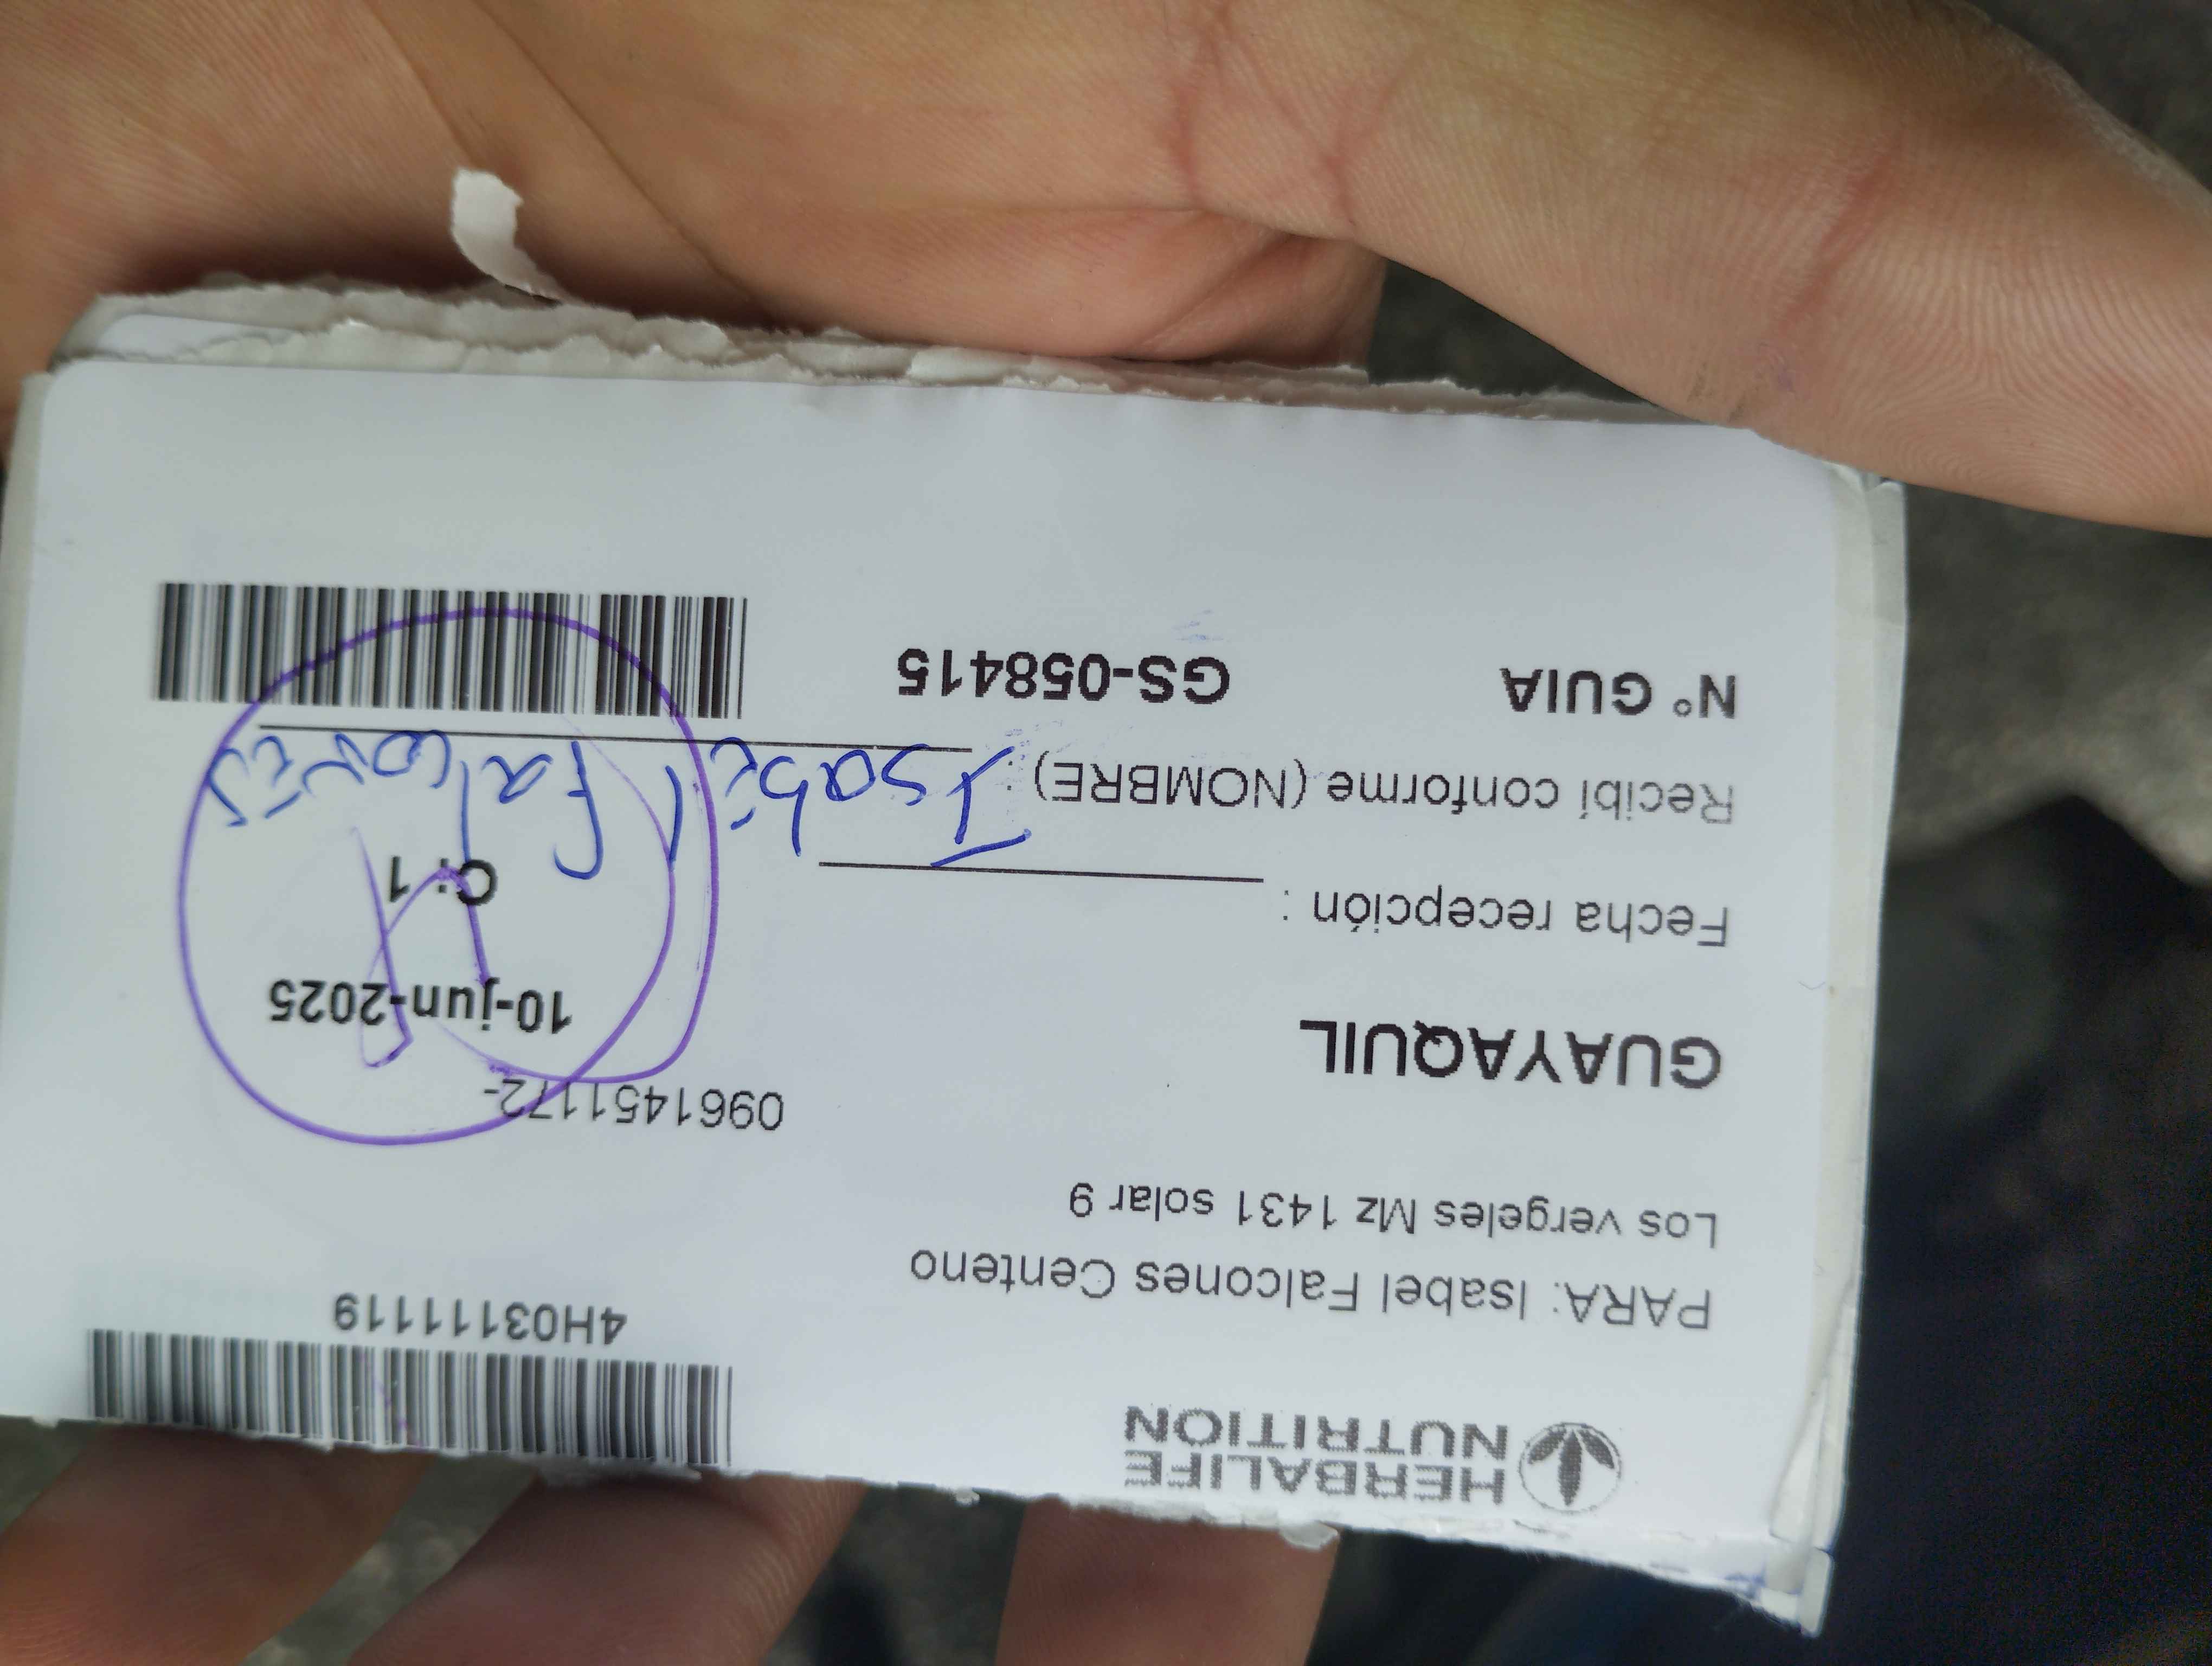 HERBALIFE
NUTRITION
4H03111119
PARA: Isabel Falcones Centeno
Los vergeles Mz 1431 solar 9
0961451172-
GUAYAQUIL
10-jun-2025
Fecha recepción :
C: 1
Recibí conforme (NOMBRE) : Isabel Falcones
N° GUIA GS-058415